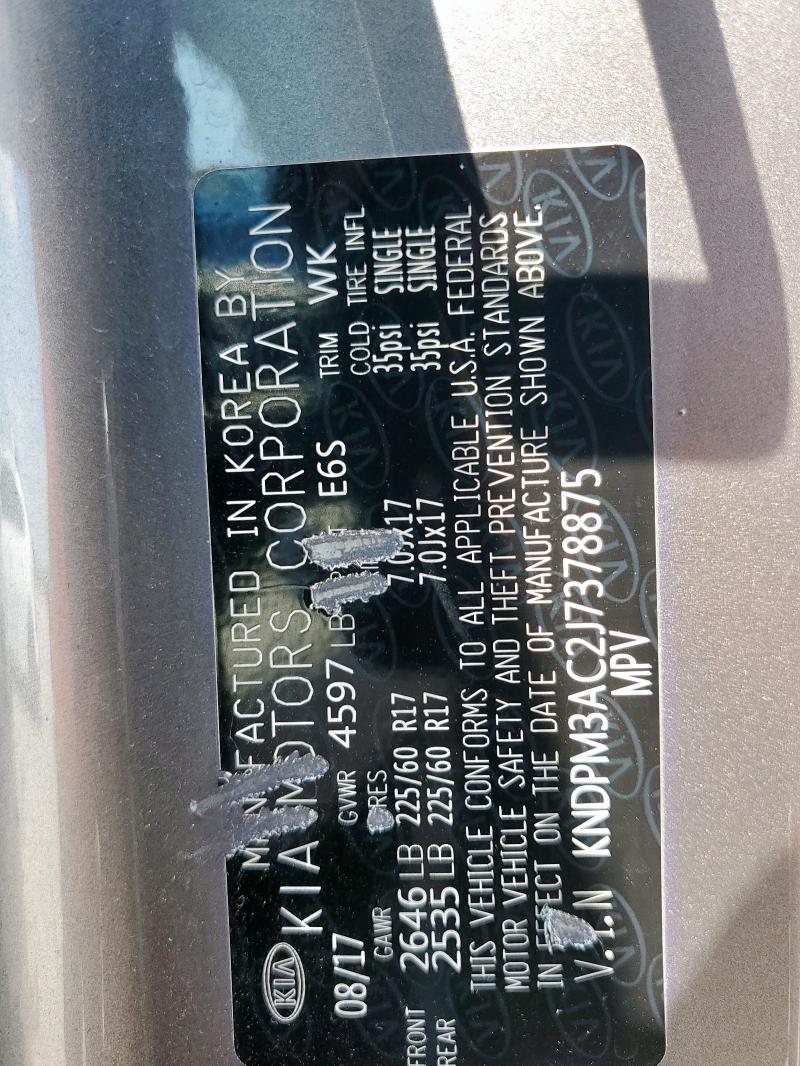 KIA
MANUFACTURED IN KOREA BY
KIA MOTORS CORPORATION
08/17 GVWR 4597 LB E6S TRIM WK
GAWR TIRES COLD TIRE INFL
FRONT 2646 LB 225/60 R17 7.0Jx17 35psi SINGLE
REAR 2535 LB 225/60 R17 7.0Jx17 35psi SINGLE
THIS VEHICLE CONFORMS TO ALL APPLICABLE U.S.A. FEDERAL
MOTOR VEHICLE SAFETY AND THEFT PREVENTION STANDARDS
IN EFFECT ON THE DATE OF MANUFACTURE SHOWN ABOVE.
V.I.N KNDPM3AC2J7378875
MPV